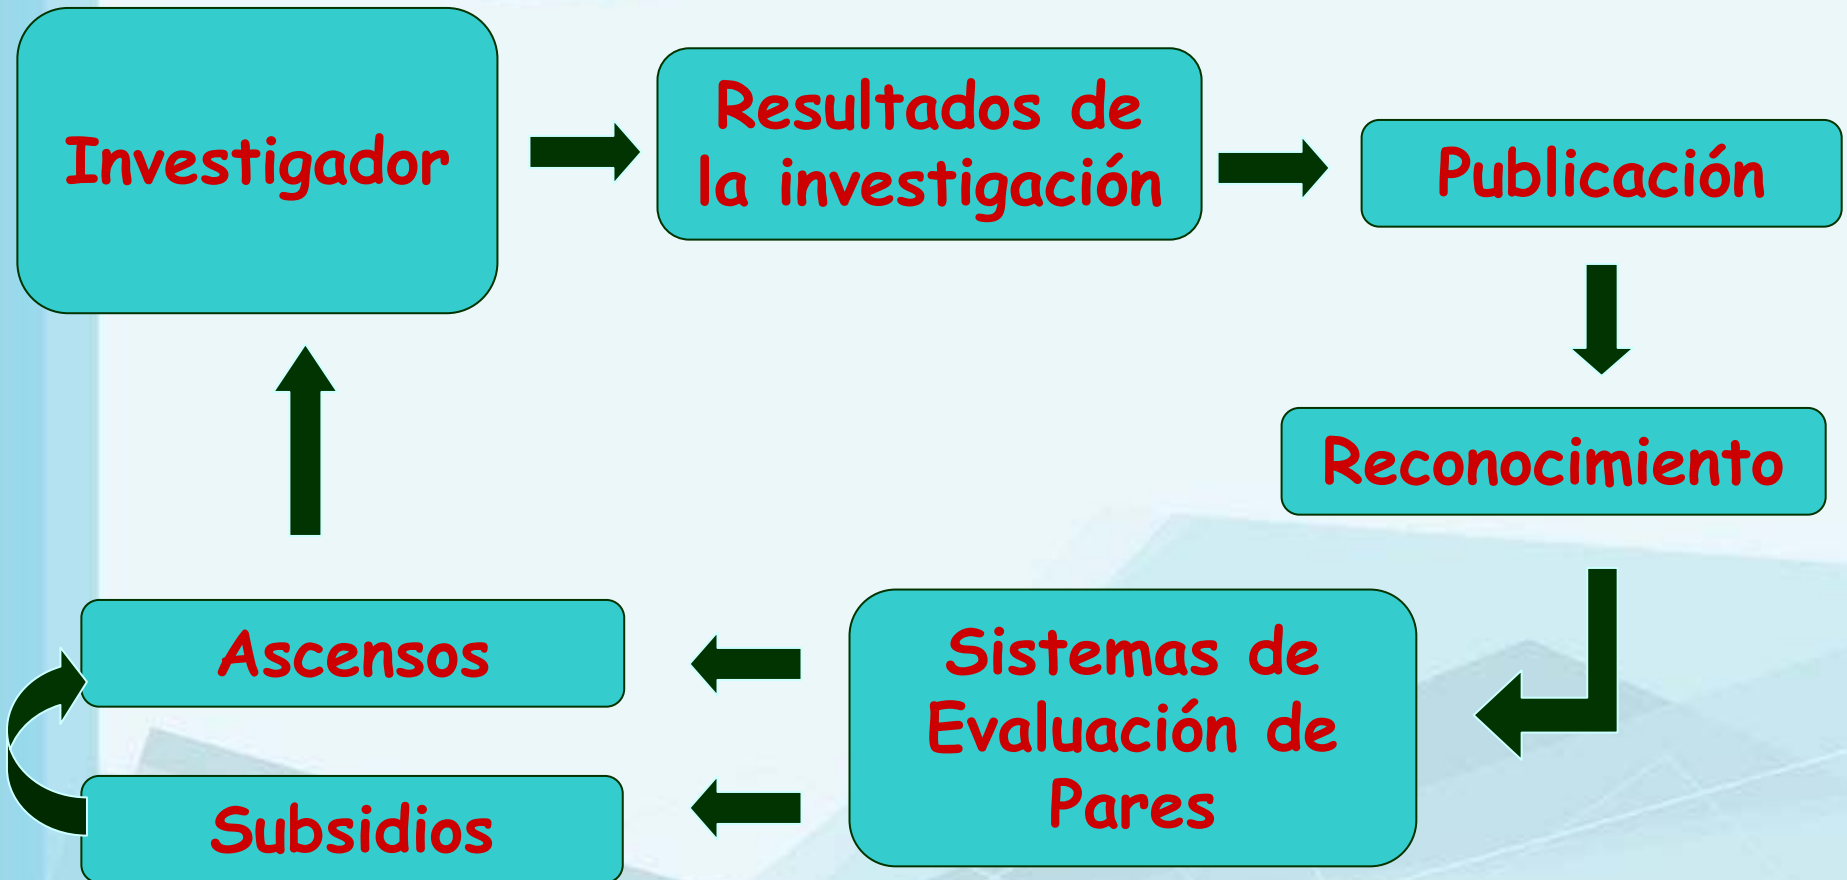 Investigador
Resultados de
la investigación
Publicación
Reconocimiento
Sistemas de
Evaluación de
Pares
Ascensos
Subsidios